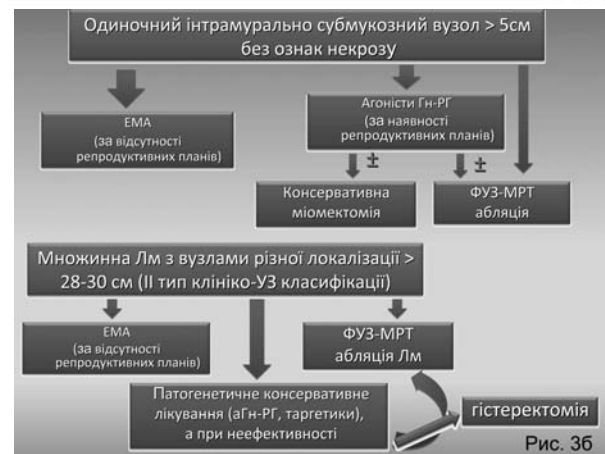 Одиночний інтрамурально субмукозний вузол > 5см
без ознак некрозу
ЕМА
(за відсутності
репродуктивних планів)
Агоністи Гн-РГ
(за наявності
репродуктивних планів)
±
±
Консервативна
міомектомія
ФУЗ-МРТ
абляція
Множинна Лм з вузлами різної локалізації >
28-30 см (ІІ тип клініко-УЗ класифікації)
ЕМА
(за відсутності
репродуктивних планів)
ФУЗ-МРТ
абляція Лм
Патогенетичне консервативне
лікування (аГн-РГ, таргетики),
а при неефективності
гістеректомія
Рис. 3б